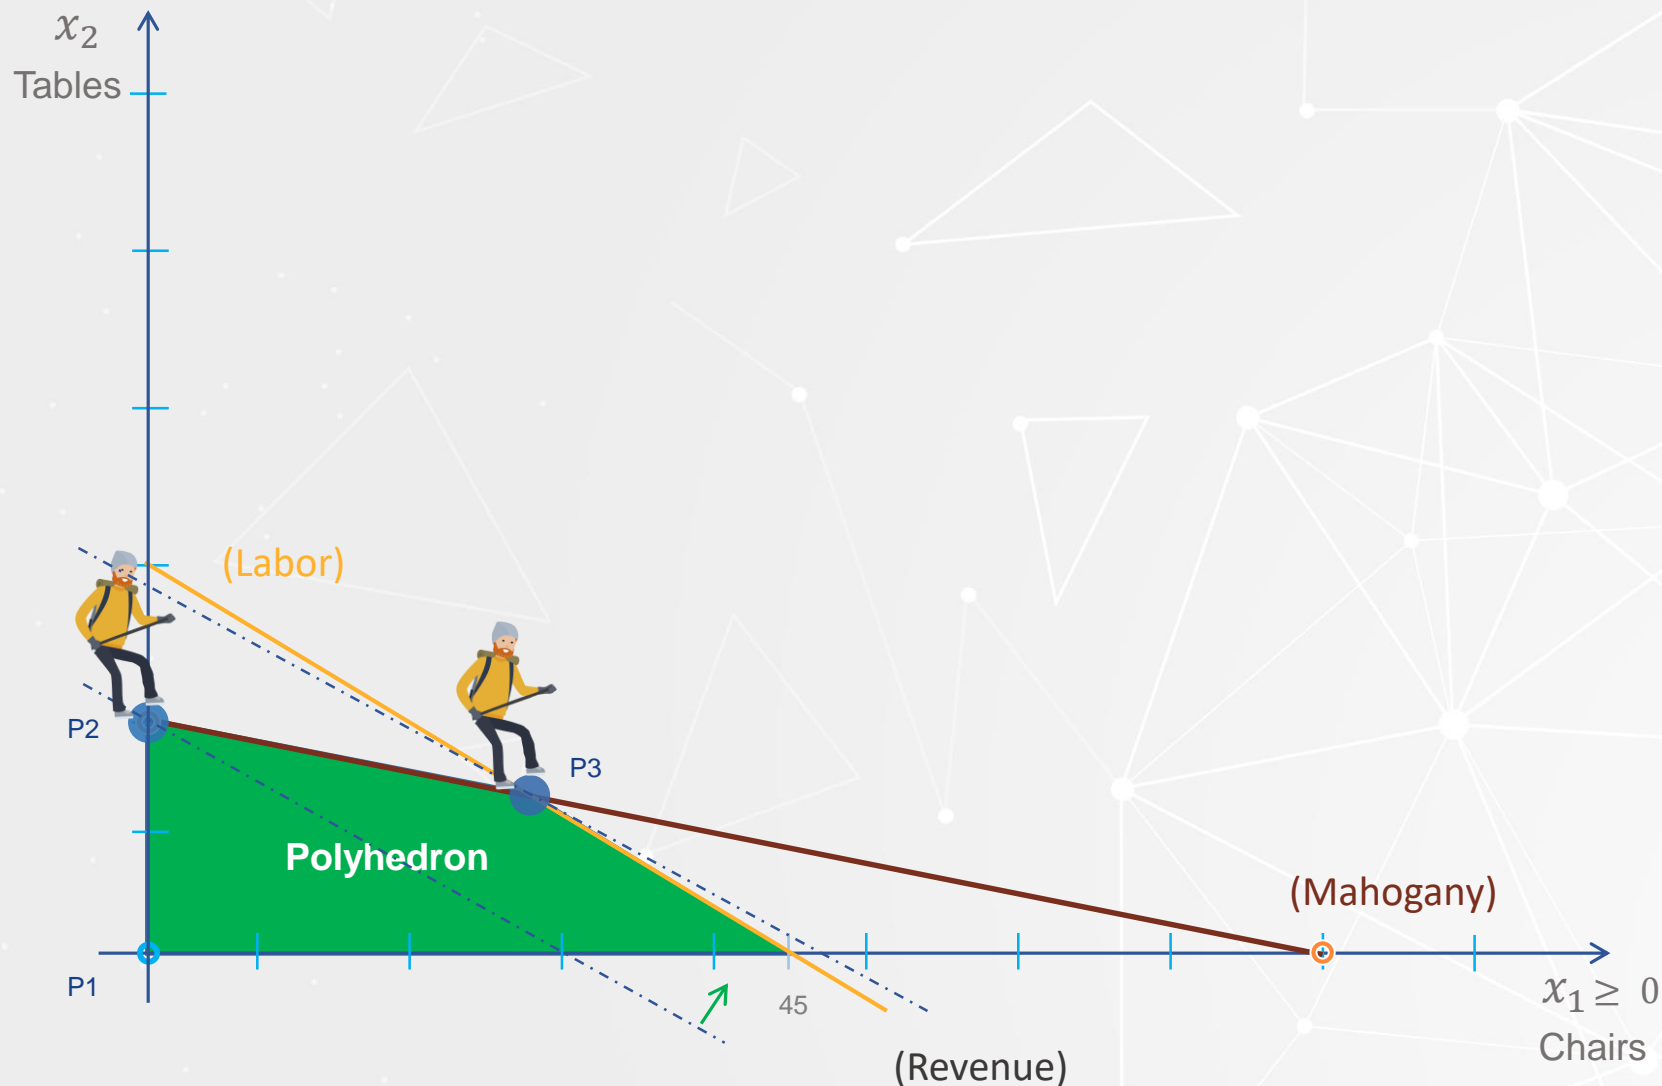 x₂
Tables
(Labor)
P2
P3
Polyhedron
(Mahogany)
P1
45
x₁ ≥ 0
Chairs
(Revenue)